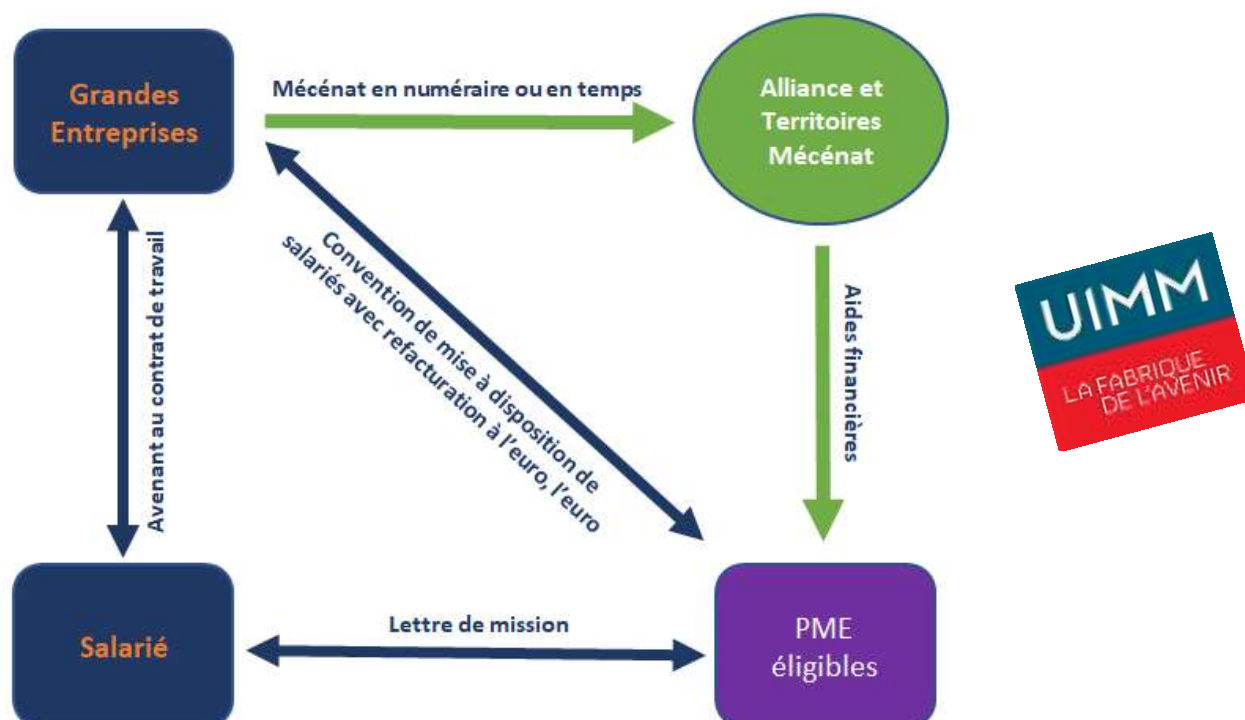 Grandes
Entreprises
Mécénat en numéraire ou en temps
Alliance et
Territoires
Mécénat
Avenant au contrat de travail
Convention de mise à disposition de
salariés avec refacturation à l'euro, l'euro
Aides financières
UIMM
LA FABRIQUE
DE L'AVENIR
Salarié
Lettre de mission
PME
éligibles